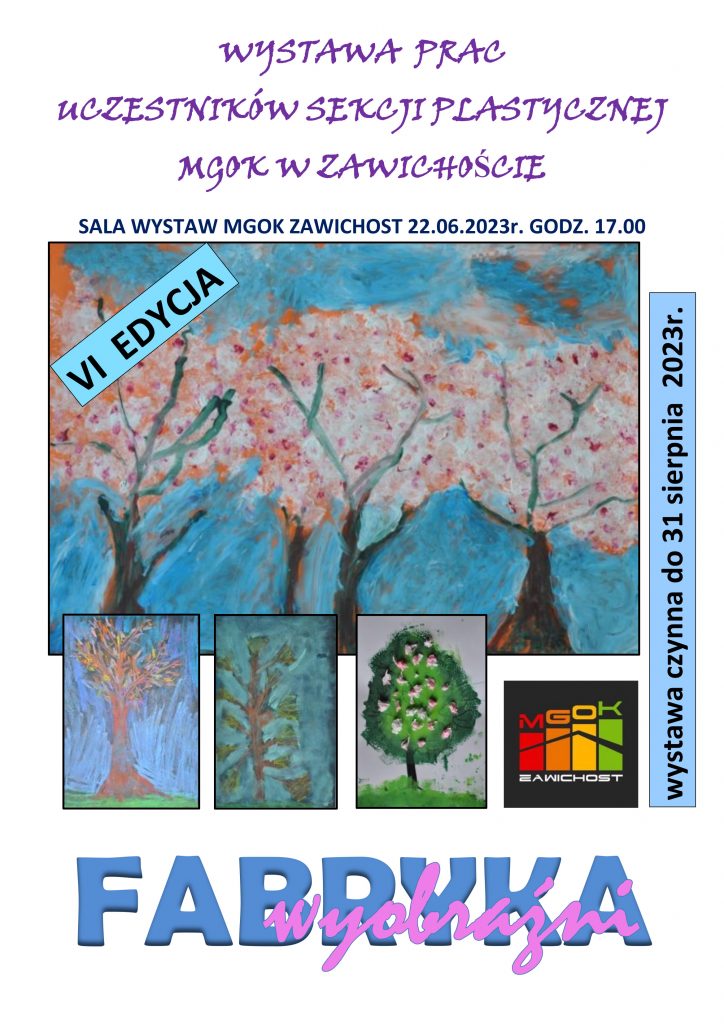 WYSTAWA PRAC
UCZESTNIKÓW SEKCJI PLASTYCZNEJ
MGOK W ZAWICHOŚCIE
SALA WYSTAW MGOK ZAWICHOST 22.06.2023r. GODZ. 17.00
VI EDYCJA
wystawa czynna do 31 sierpnia 2023r.
MGOK
ZAWICHOST
FABRYKA
wyobraźni